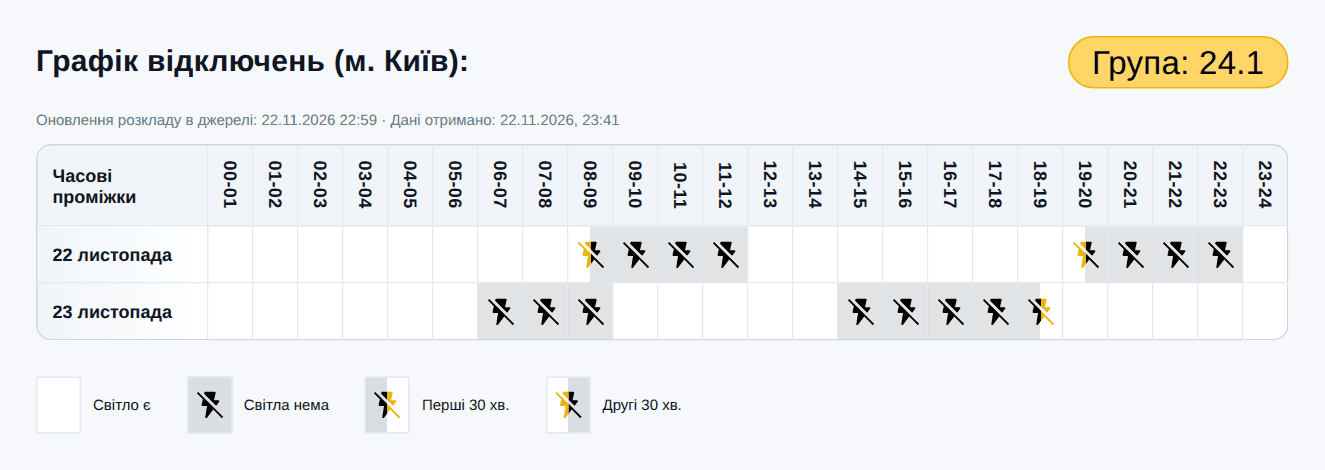 Графік відключень (м. Київ):
Група: 24.1
Оновлення розкладу в джерелі: 22.11.2026 22:59 · Дані отримано: 22.11.2026, 23:41
Часові
проміжки
00-01
01-02
02-03
03-04
04-05
05-06
06-07
07-08
08-09
09-10
10-11
11-12
12-13
13-14
14-15
15-16
16-17
17-18
18-19
19-20
20-21
21-22
22-23
23-24
22 листопада
23 листопада
Світло є
Світла нема
Перші 30 хв.
Другі 30 хв.